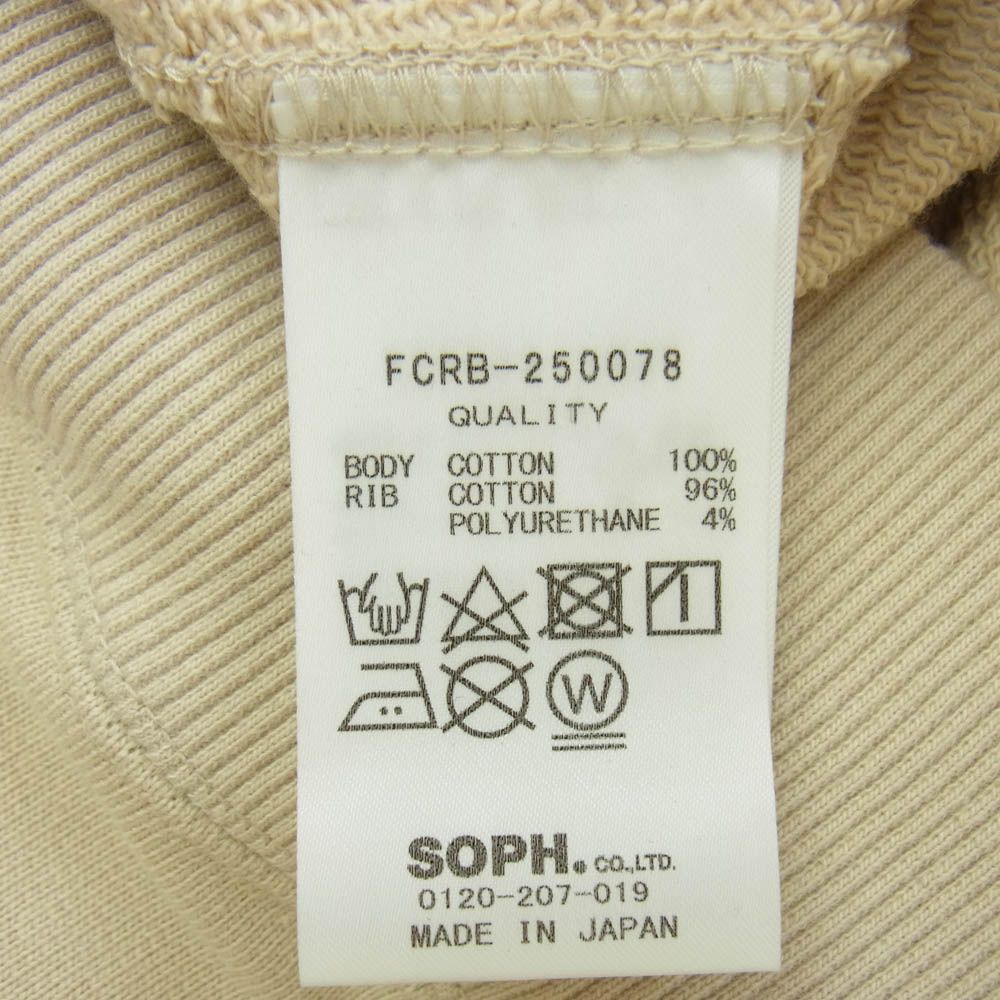 FCRB-250078
QUALITY
BODY COTTON 100%
RIB COTTON 96%
POLYURETHANE 4%
W
SOPH. CO.,LTD.
0120-207-019
MADE IN JAPAN